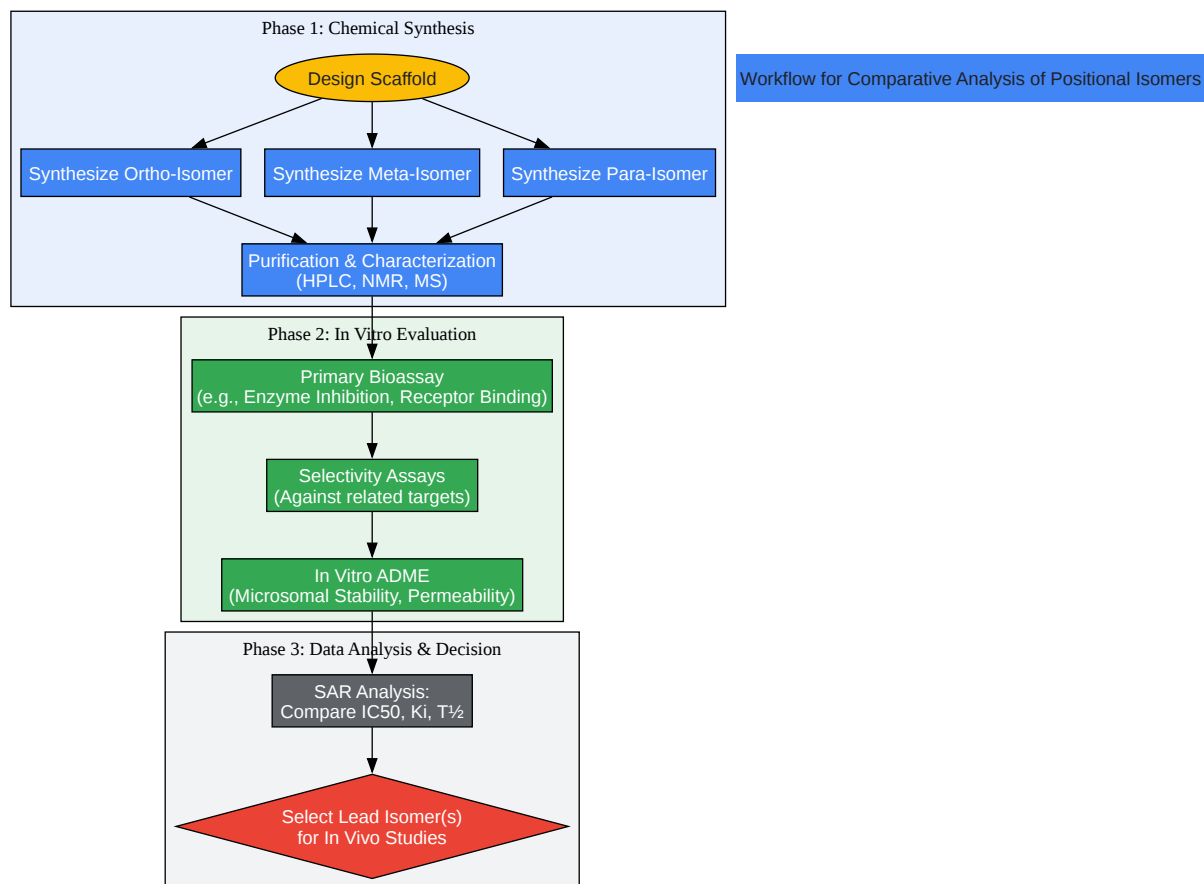 Phase 1: Chemical Synthesis
Design Scaffold
Workflow for Comparative Analysis of Positional Isomers
Synthesize Ortho-Isomer
Synthesize Meta-Isomer
Synthesize Para-Isomer
Purification & Characterization
(HPLC, NMR, MS)
Phase 2: In Vitro Evaluation
Primary Bioassay
(e.g., Enzyme Inhibition, Receptor Binding)
Selectivity Assays
(Against related targets)
In Vitro ADME
(Microsomal Stability, Permeability)
Phase 3: Data Analysis & Decision
SAR Analysis:
Compare IC50, Ki, T½
Select Lead Isomer(s)
for In Vivo Studies